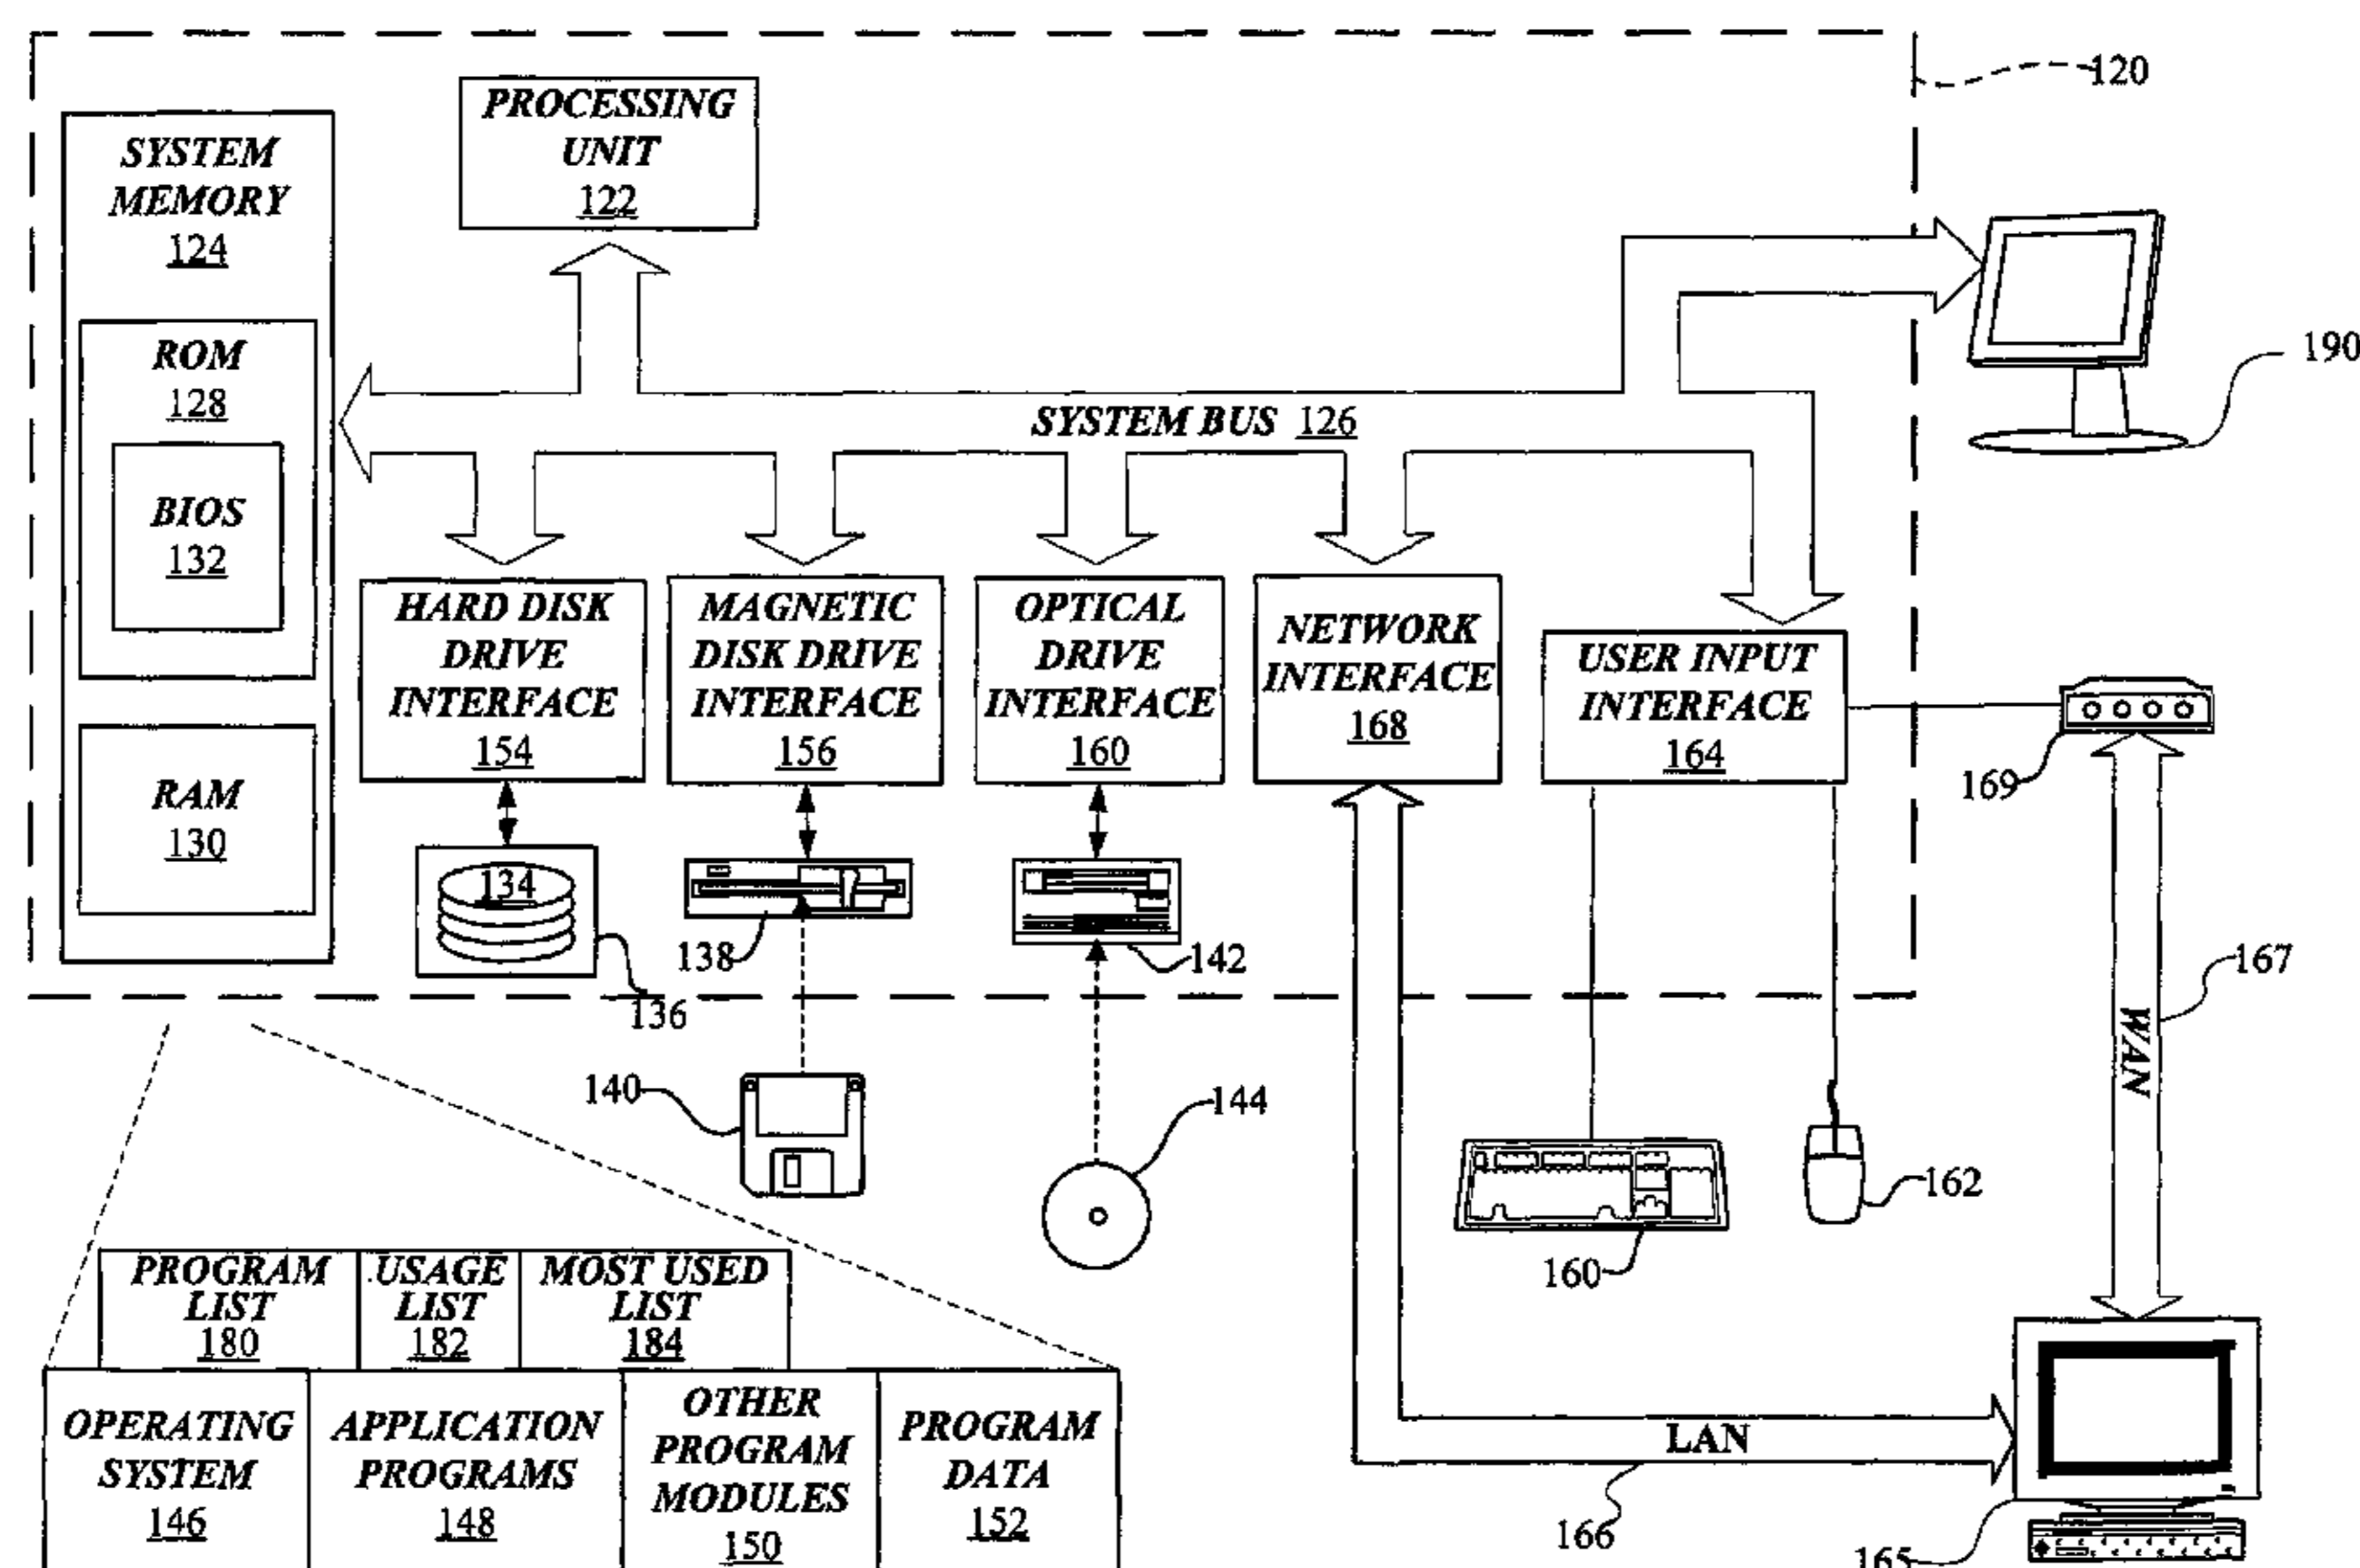 120
PROCESSING
UNIT
122
SYSTEM
MEMORY
124
190
ROM
128
SYSTEM BUS 126
BIOS
132
HARD DISK
DRIVE
INTERFACE
154
MAGNETIC
DISK DRIVE
INTERFACE
156
OPTICAL
DRIVE
INTERFACE
160
NETWORK
INTERFACE
168
USER INPUT
INTERFACE
164
169
RAM
130
134
138
142
136
167
WAN
140
144
162
160
PROGRAM
LIST
180
USAGE
LIST
182
MOST USED
LIST
184
OPERATING
SYSTEM
146
APPLICATION
PROGRAMS
148
OTHER
PROGRAM
MODULES
150
PROGRAM
DATA
152
LAN
166
165